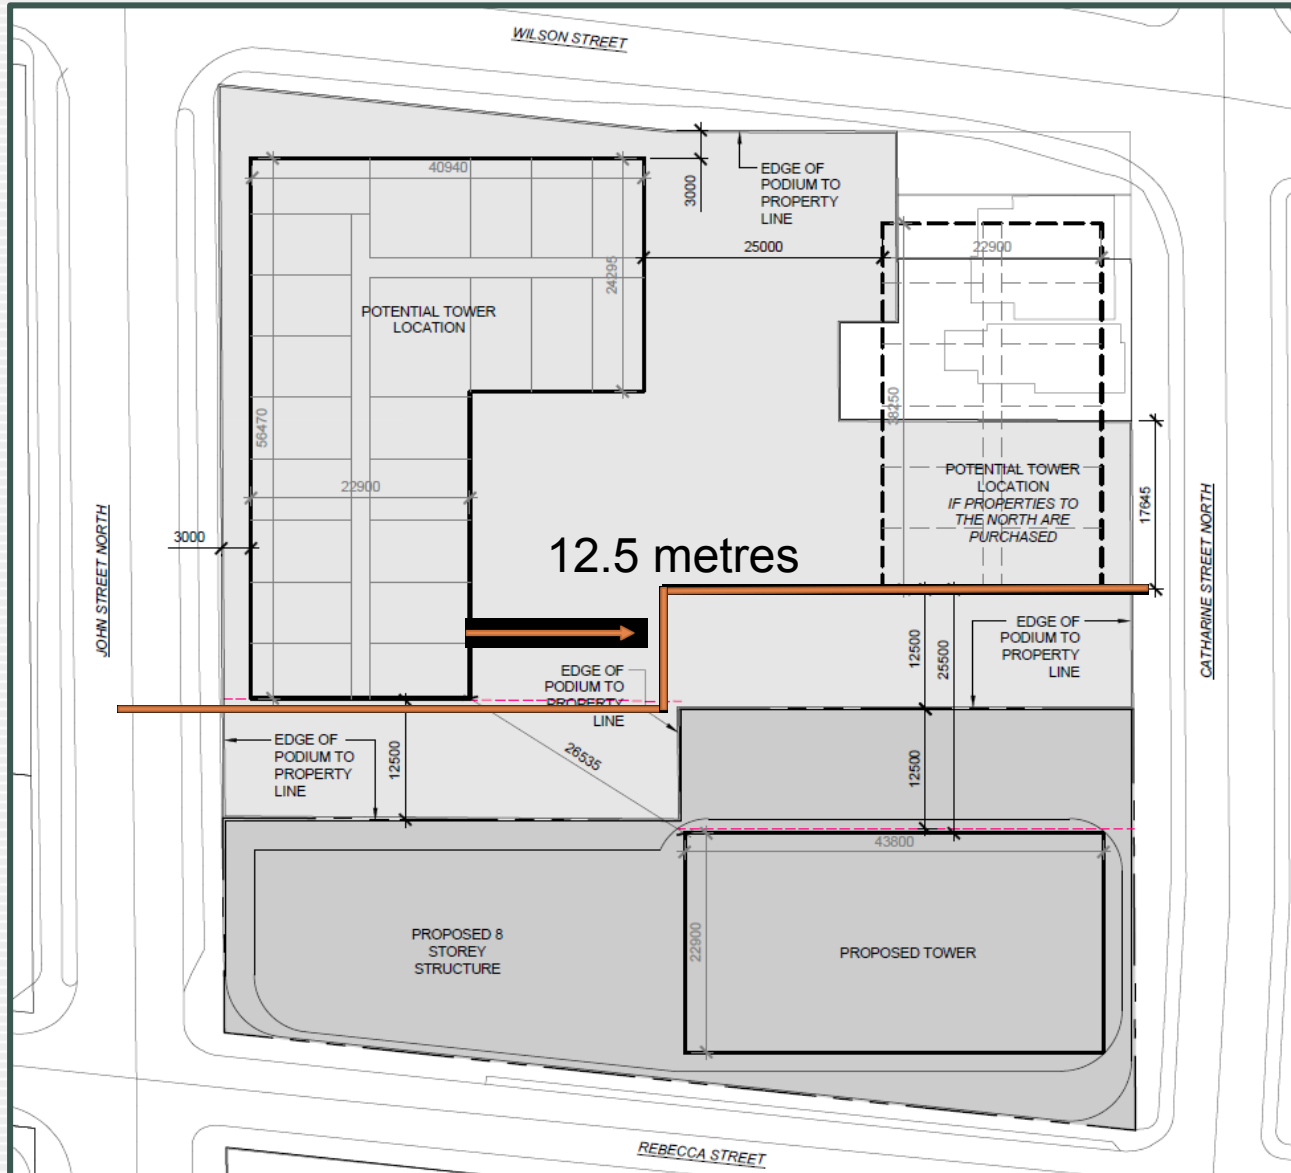 WILSON STREET
40940
3000
EDGE OF
PODIUM TO
PROPERTY
LINE
25000
22900
24295
POTENTIAL TOWER
LOCATION
56470
38250
22900
POTENTIAL TOWER
LOCATION
IF PROPERTIES TO
THE NORTH ARE
PURCHASED
17645
JOHN STREET NORTH
3000
12.5 metres
CATHARINE STREET NORTH
12500
25500
EDGE OF
PODIUM TO
PROPERTY
LINE
EDGE OF
PODIUM TO
PROPERTY
LINE
EDGE OF
PODIUM TO
PROPERTY
LINE
12500
26535
12500
43800
22900
PROPOSED 8
STOREY
STRUCTURE
PROPOSED TOWER
REBECCA STREET